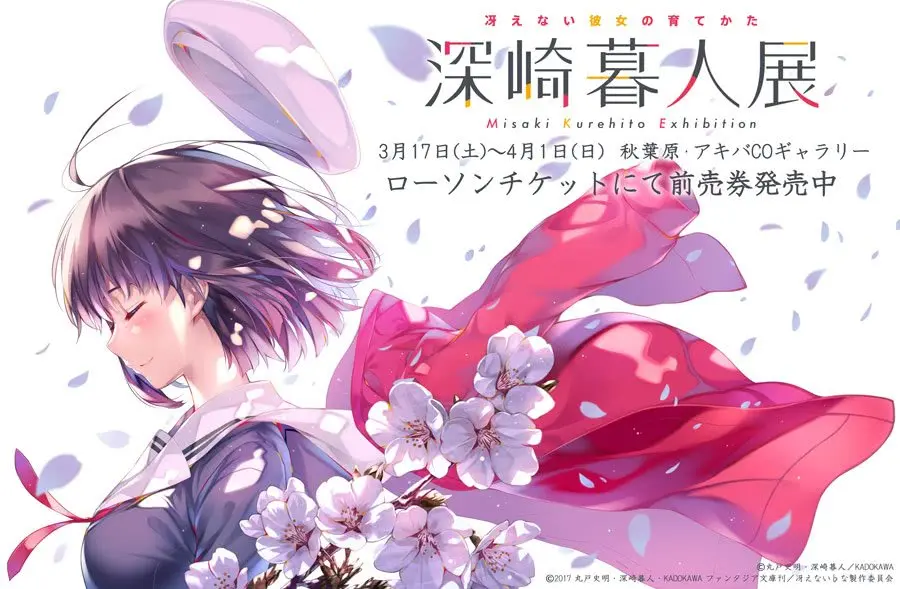 冴えない彼女の育てかた
深崎暮人展
Misaki Kurehito Exhibition
3月17日(土)～4月1日(日) 秋葉原・アキバCOギャラリー
ローソンチケットにて前売券発売中
©丸戸史明・深崎暮人／KADOKAWA
©2017 丸戸史明・深崎暮人・KADOKAWA ファンタジア文庫刊／冴えない♭な製作委員会